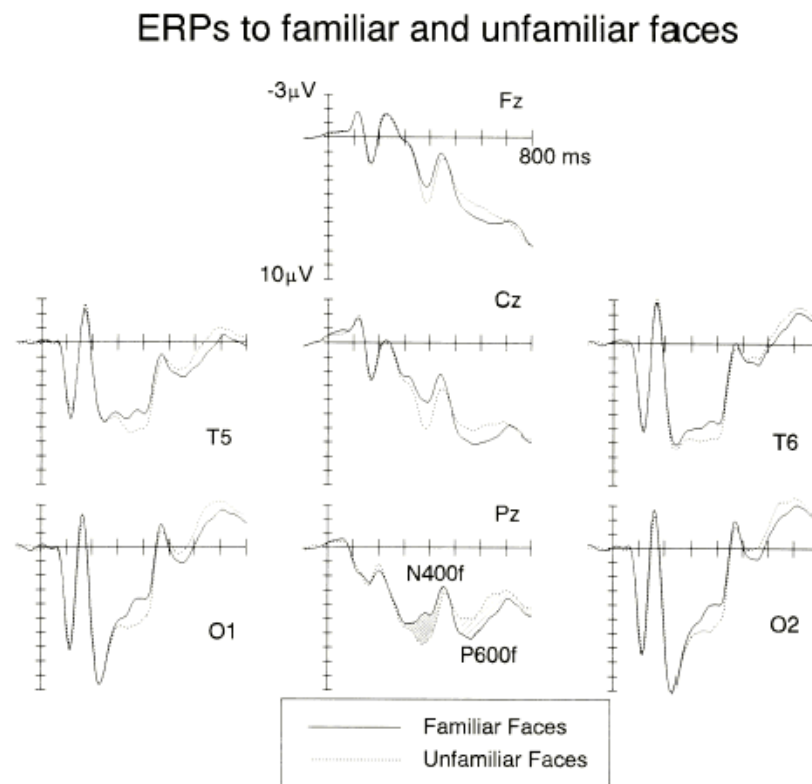 ERPs to familiar and unfamiliar faces
-3μV
Fz
800 ms
10μV
Cz
T5
T6
Pz
N400f
O1
O2
P600f
Familiar Faces
Unfamiliar Faces